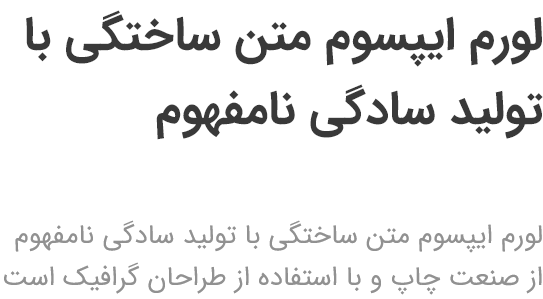 لورم ایپسوم متن ساختگی با
تولید سادگی نامفهوم
لورم ایپسوم متن ساختگی با تولید سادگی نامفهوم
از صنعت چاپ و با استفاده از طراحان گرافیک است